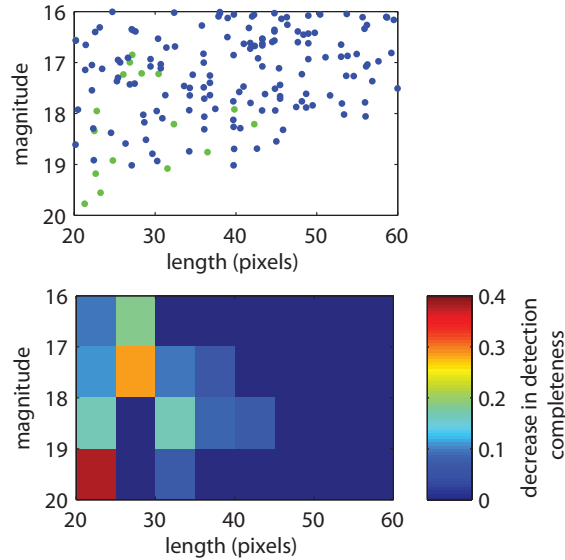 16
17
18
19
20
magnitude
20 30 40 50 60
length (pixels)
16
17
18
19
20
magnitude
20 30 40 50 60
length (pixels)
0.4
0.3
0.2
0.1
0
decrease in detection
completeness